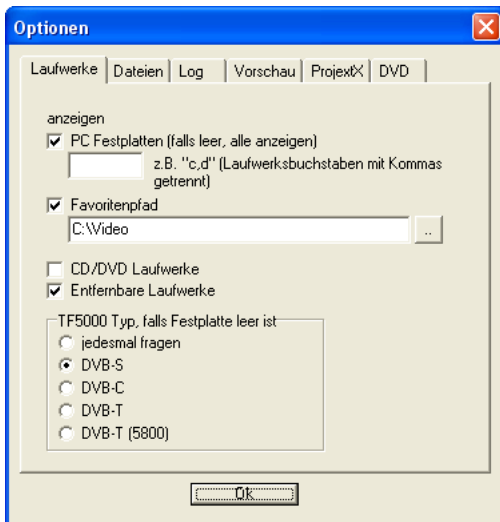 Optionen
Laufwerke Dateien Log Vorschau ProjextX DVD
anzeigen
PC Festplatten (falls leer, alle anzeigen)
z.B. "c,d" (Laufwerksbuchstaben mit Kommas
getrennt)
Favoritenpfad
C:\Video
..
CD/DVD Laufwerke
Entfernbare Laufwerke
TF5000 Typ, falls Festplatte leer ist
jedesmal fragen
DVB-S
DVB-C
DVB-T
DVB-T (5800)
Ok